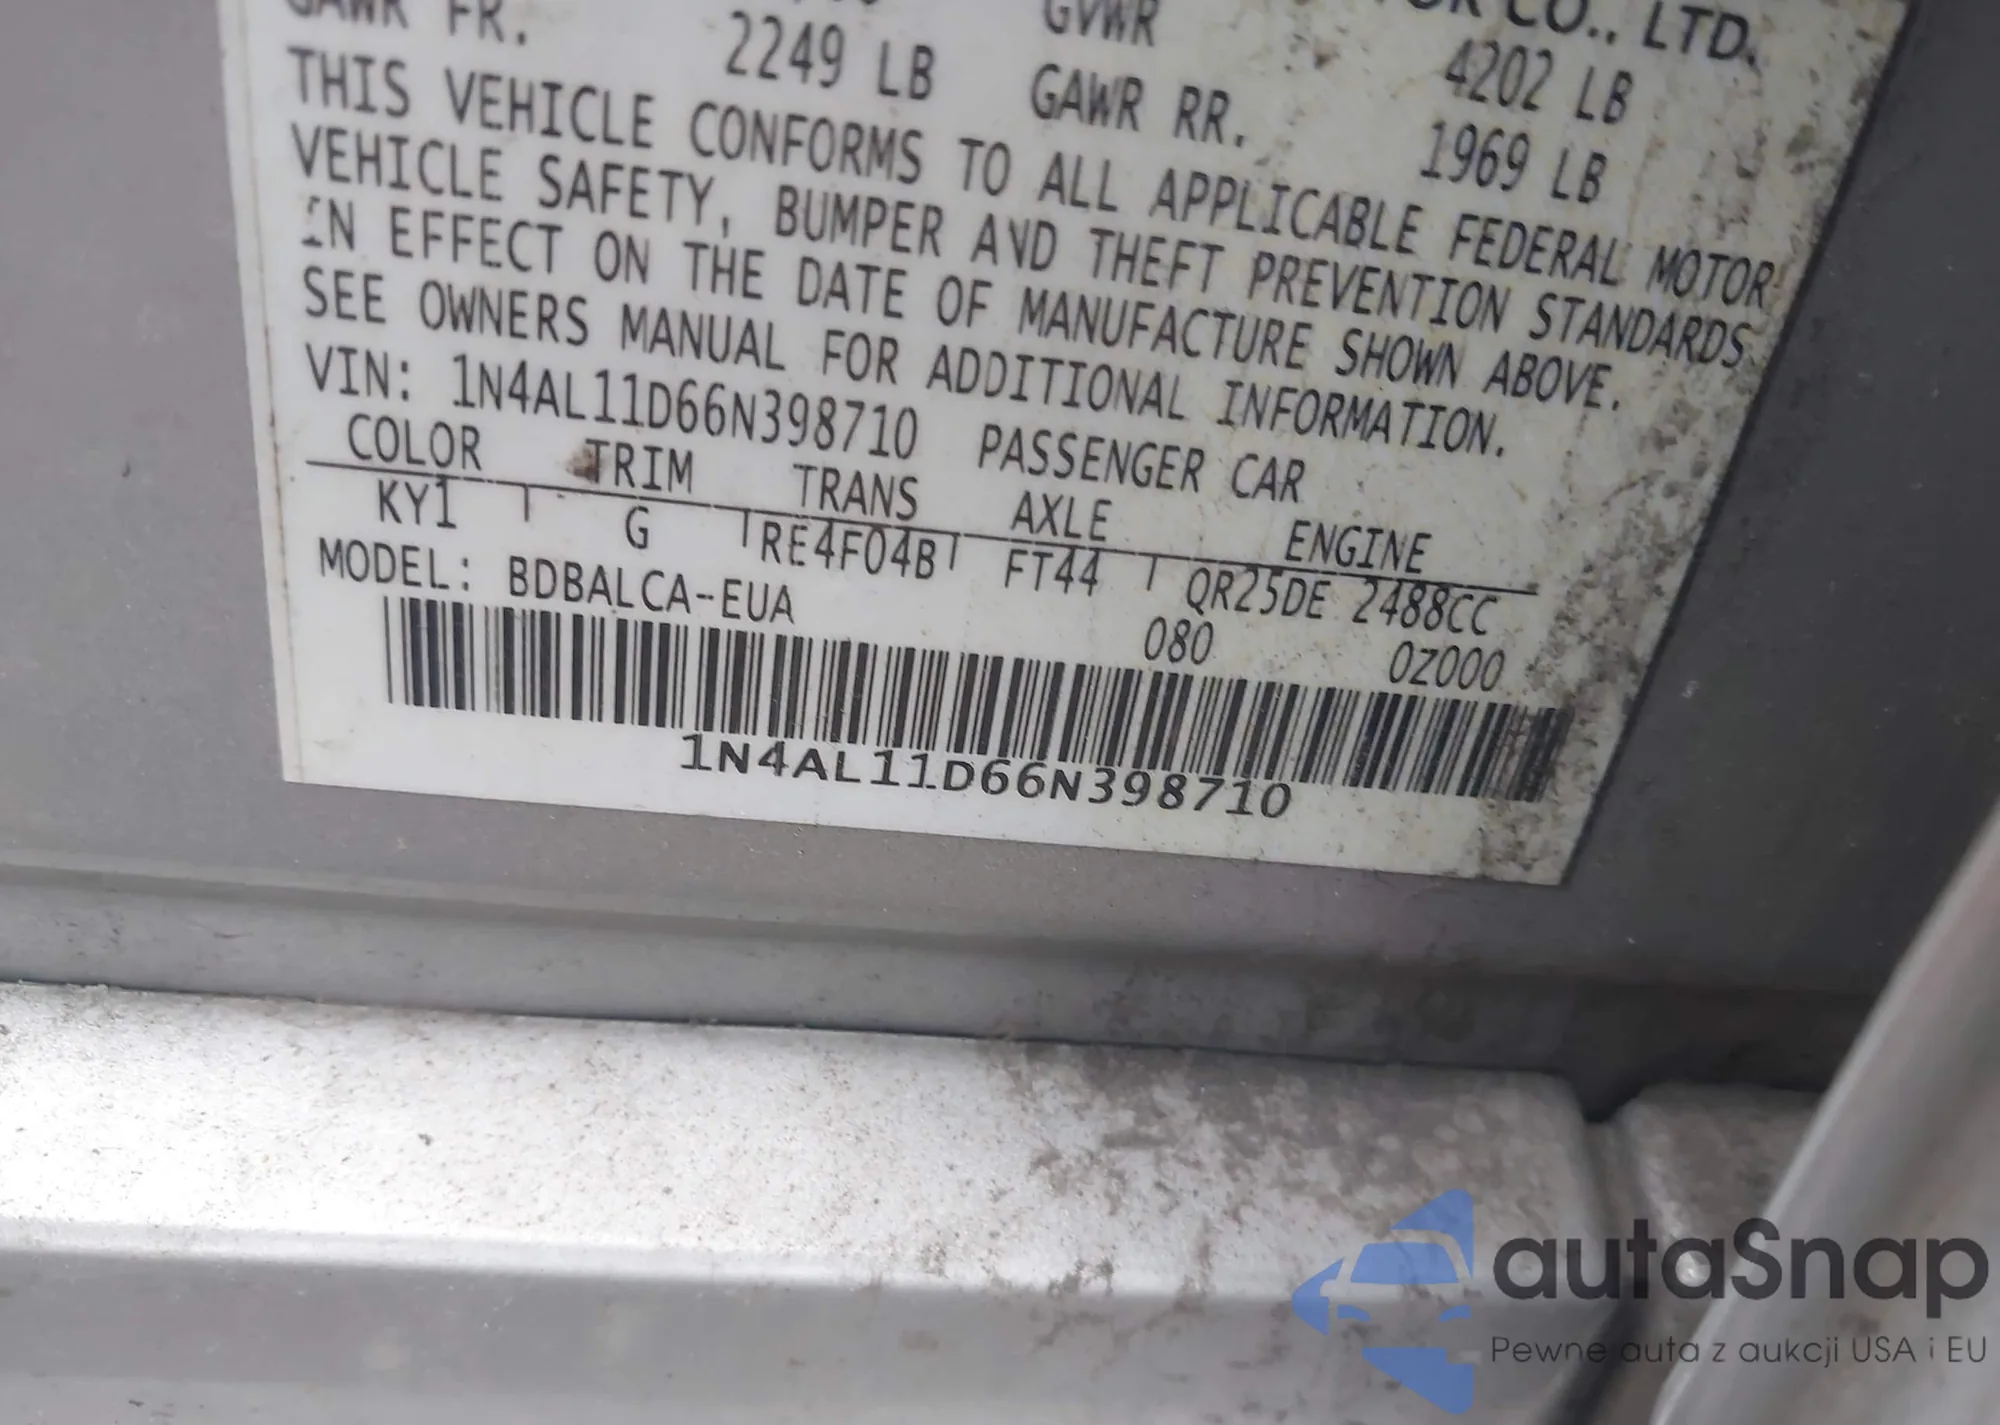 CO., LTD.
GAWR FR. GVWR 4202 LB
2249 LB GAWR RR. 1969 LB
THIS VEHICLE CONFORMS TO ALL APPLICABLE FEDERAL MOTOR
VEHICLE SAFETY, BUMPER AND THEFT PREVENTION STANDARDS
IN EFFECT ON THE DATE OF MANUFACTURE SHOWN ABOVE.
SEE OWNERS MANUAL FOR ADDITIONAL INFORMATION.
VIN: 1N4AL11D66N398710 PASSENGER CAR
COLOR TRIM TRANS AXLE ENGINE
KY1 G RE4F04B FT44 QR25DE 2488CC
MODEL: BDBALCA-EUA 080 0Z000
1N4AL11D66N398710
autaSnap
Pewne auta z aukcji USA i EU